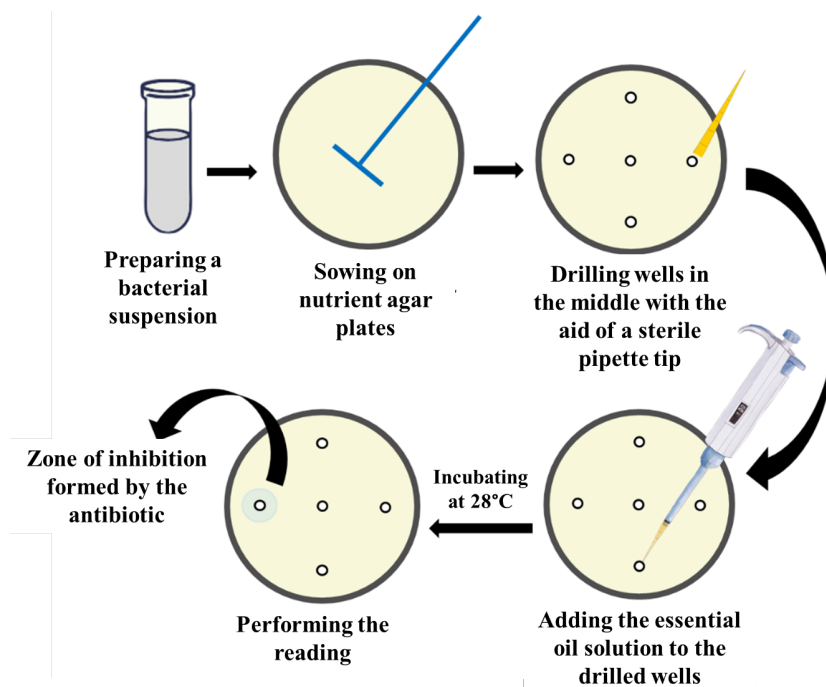 Preparing a
bacterial
suspension
Sowing on
nutrient agar
plates
Drilling wells in
the middle with the
aid of a sterile
pipette tip
Adding the essential
oil solution to the
drilled wells
Incubating
at 28°C
Performing the
reading
Zone of inhibition
formed by the
antibiotic